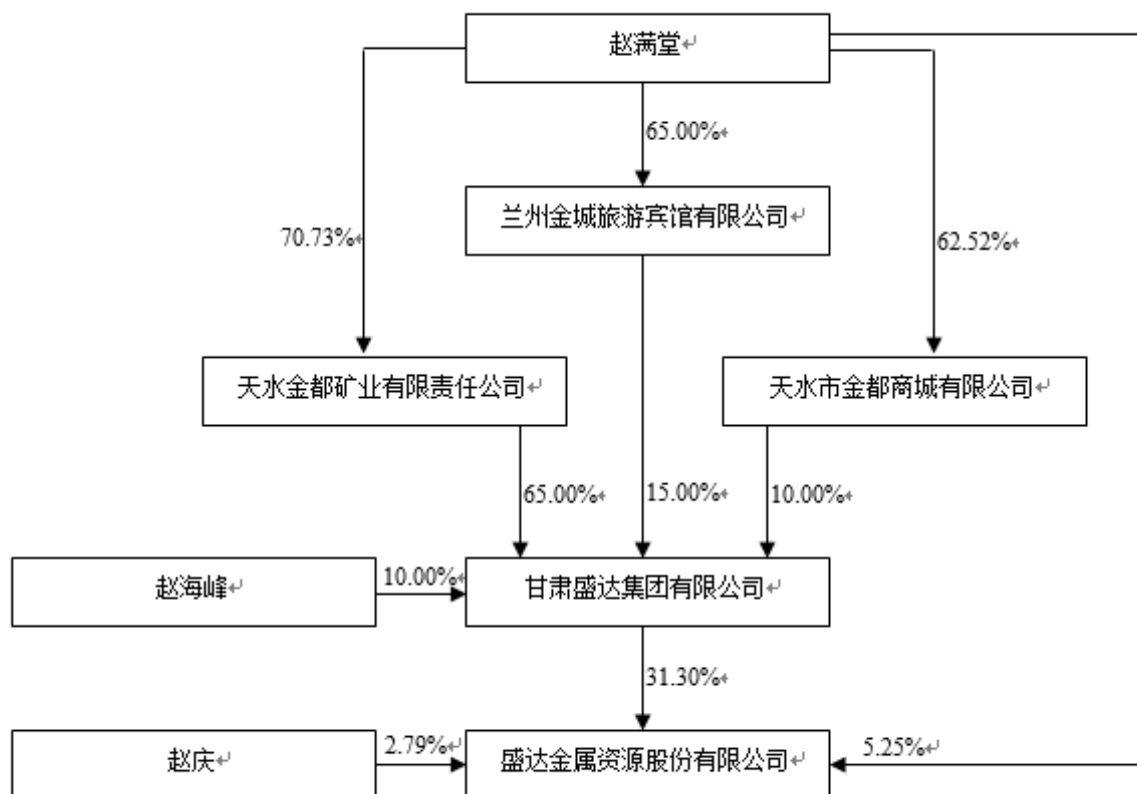 赵满堂
65.00%
兰州金城旅游宾馆有限公司
70.73%
62.52%
天水金都矿业有限责任公司
天水市金都商城有限公司
65.00%
15.00%
10.00%
赵海峰
10.00%
甘肃盛达集团有限公司
31.30%
赵庆
2.79%
盛达金属资源股份有限公司
5.25%